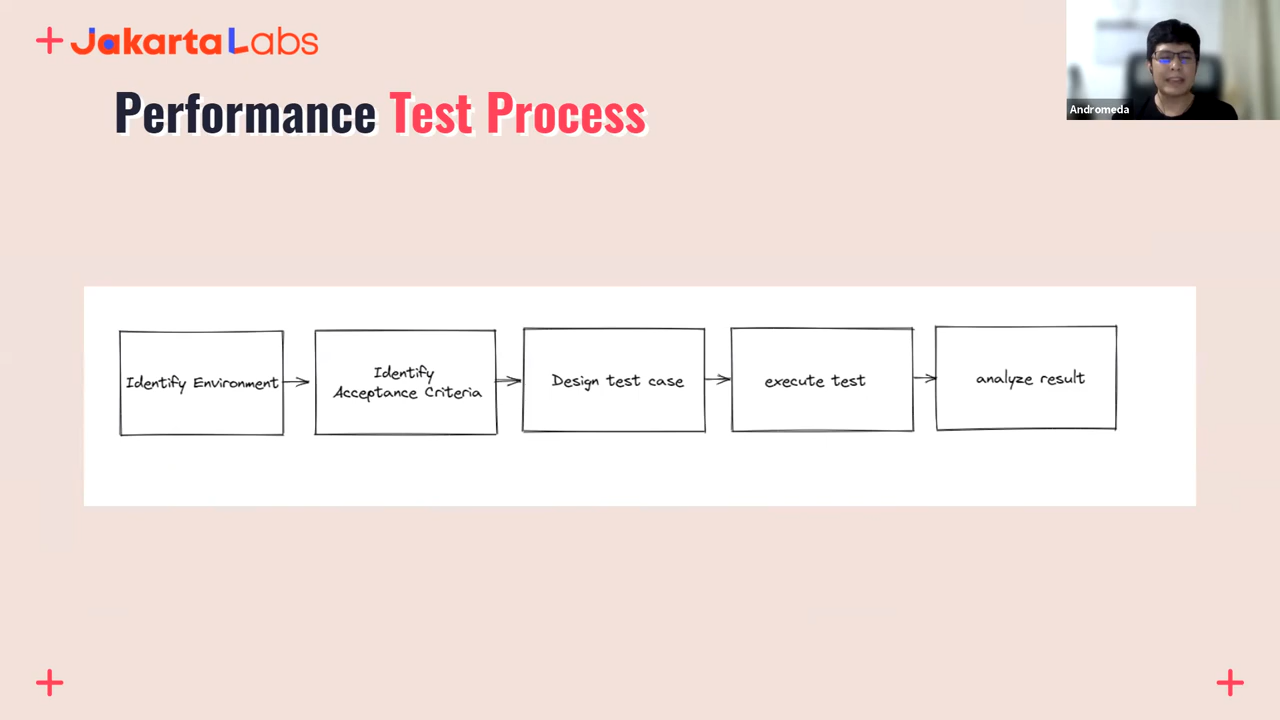 JakartaLabs
Andromeda
Performance Test Process
Identify Environment
Identify
Acceptance Criteria
Design test case
execute test
analyze result